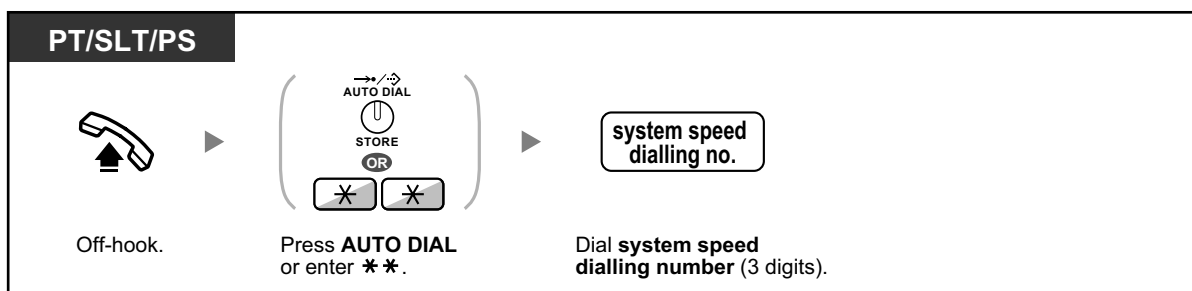 PT/SLT/PS
AUTO DIAL
STORE
OR
system speed
dialling no.
Off-hook.
Press AUTO DIAL
or enter ✱✱.
Dial system speed
dialling number (3 digits).